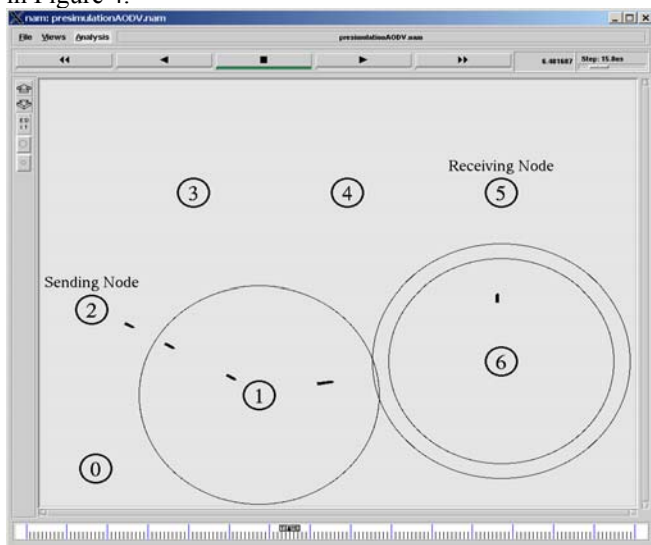 in Figure 4.
nam: presimulationAODV.nam
File Views Analysis presimulationAODV.nam
6.481687 Step: 15.8ms
Receiving Node
3 4 5
Sending Node
2
6
1
0